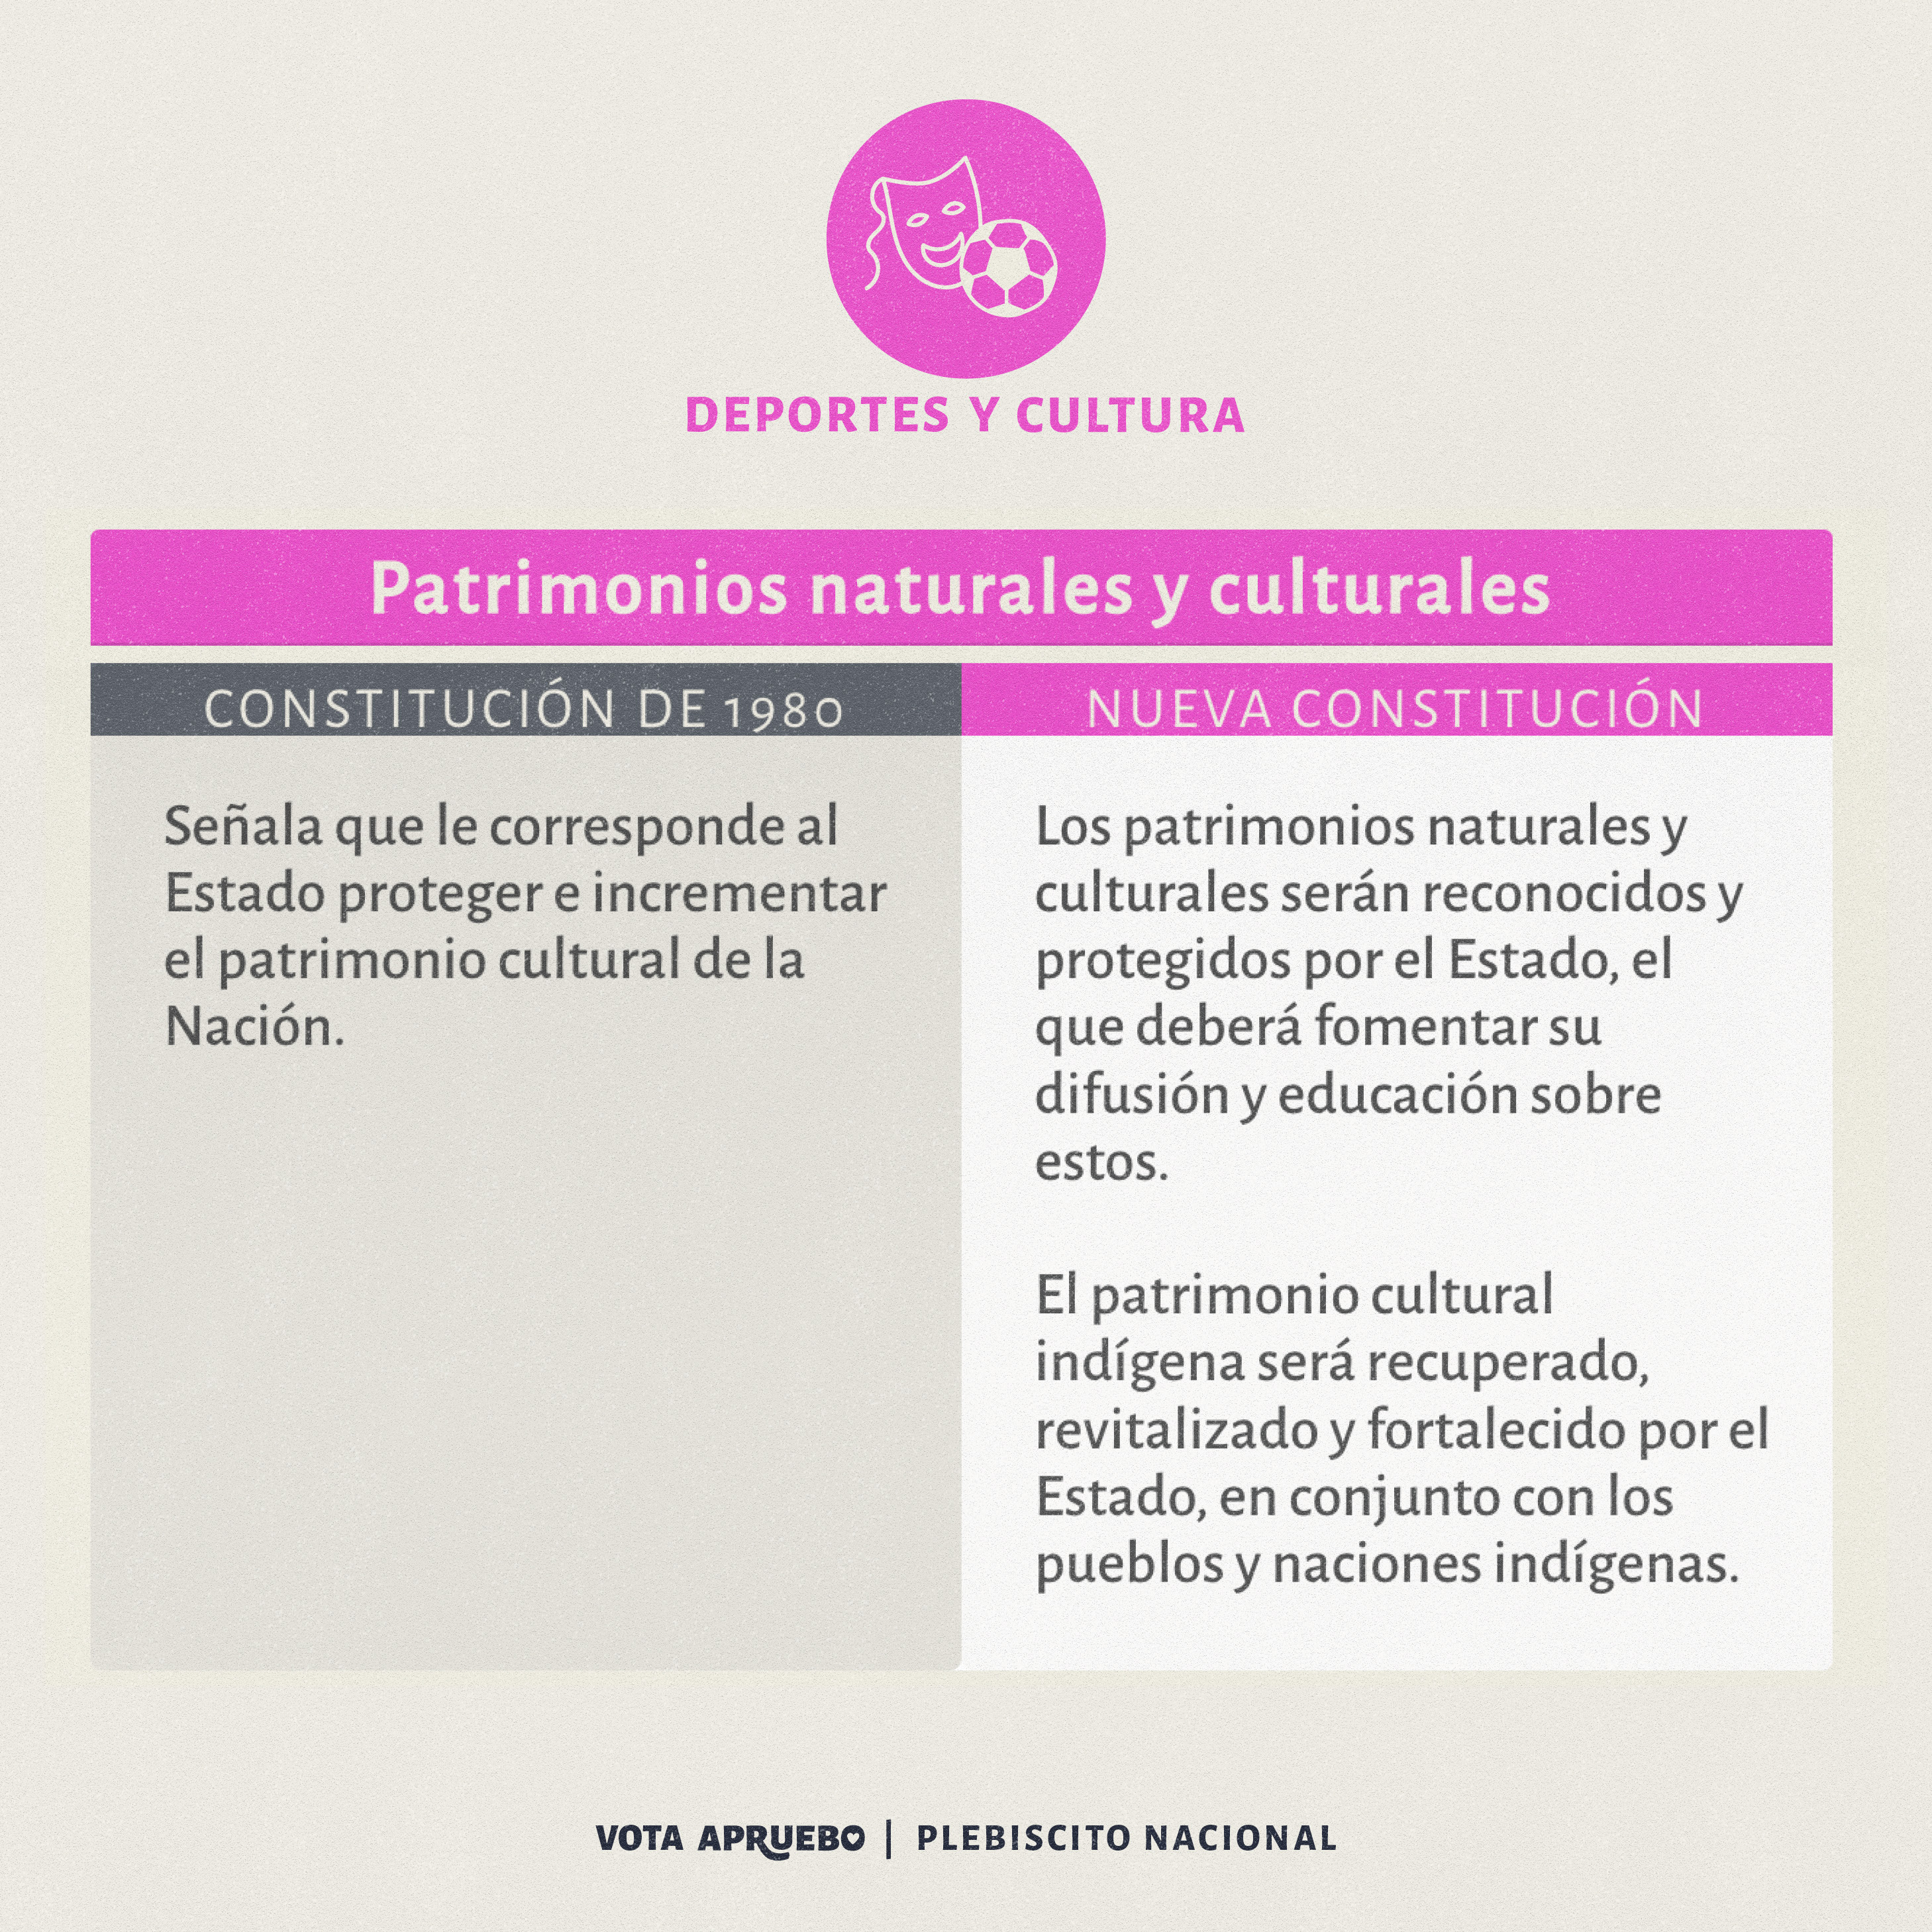 DEPORTES Y CULTURA
Patrimonios naturales y culturales
CONSTITUCIÓN DE 1980
Señala que le corresponde al
Estado proteger e incrementar
el patrimonio cultural de la
Nación.
NUEVA CONSTITUCIÓN
Los patrimonios naturales y
culturales serán reconocidos y
protegidos por el Estado, el
que deberá fomentar su
difusión y educación sobre
estos.
El patrimonio cultural
indígena será recuperado,
revitalizado y fortalecido por el
Estado, en conjunto con los
pueblos y naciones indígenas.
VOTA APRUEBO | PLEBISCITO NACIONAL